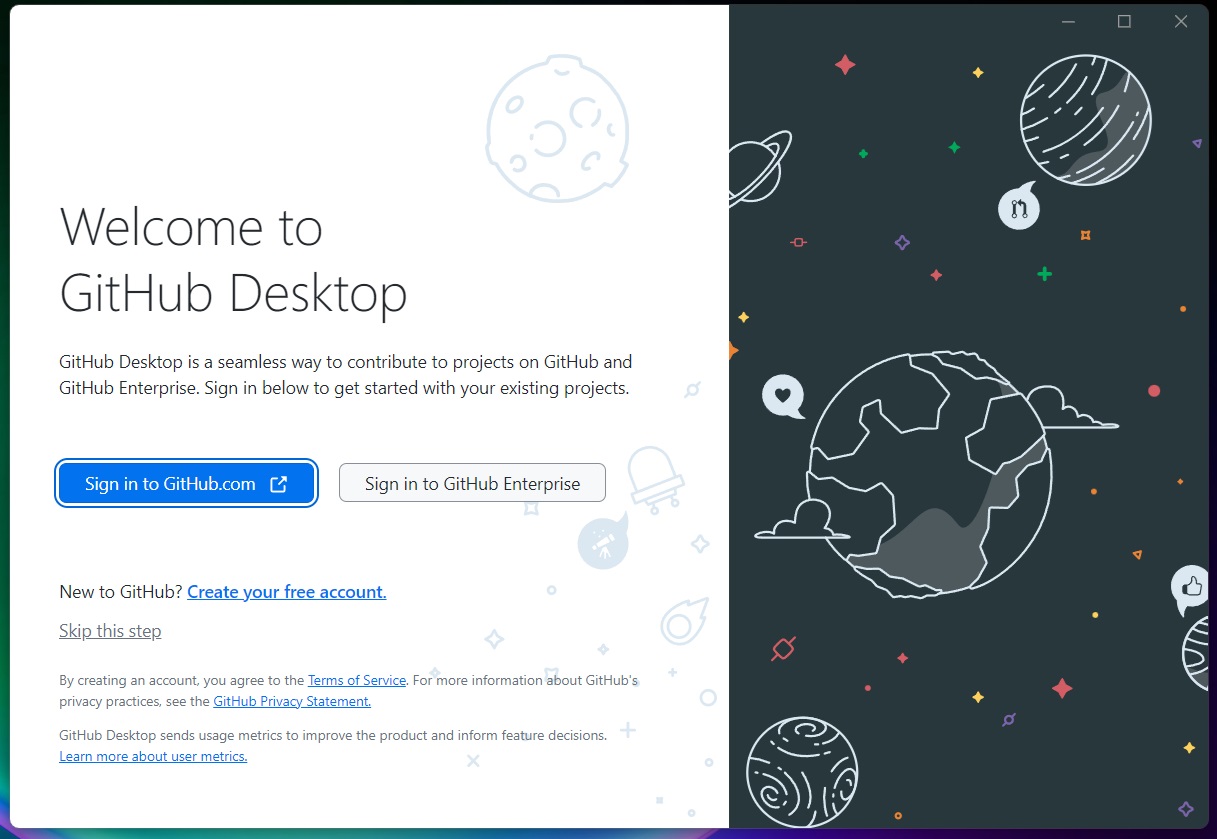 Welcome to
GitHub Desktop
GitHub Desktop is a seamless way to contribute to projects on GitHub and
GitHub Enterprise. Sign in below to get started with your existing projects.
Sign in to GitHub.com
Sign in to GitHub Enterprise
New to GitHub? Create your free account.
Skip this step
By creating an account, you agree to the Terms of Service. For more information about GitHub's
privacy practices, see the GitHub Privacy Statement.
GitHub Desktop sends usage metrics to improve the product and inform feature decisions.
Learn more about user metrics.